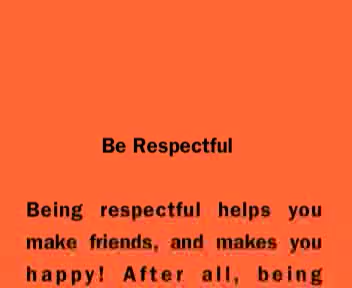 Be Respectful
Being respectful helps you
make friends, and makes you
happy! After all, being